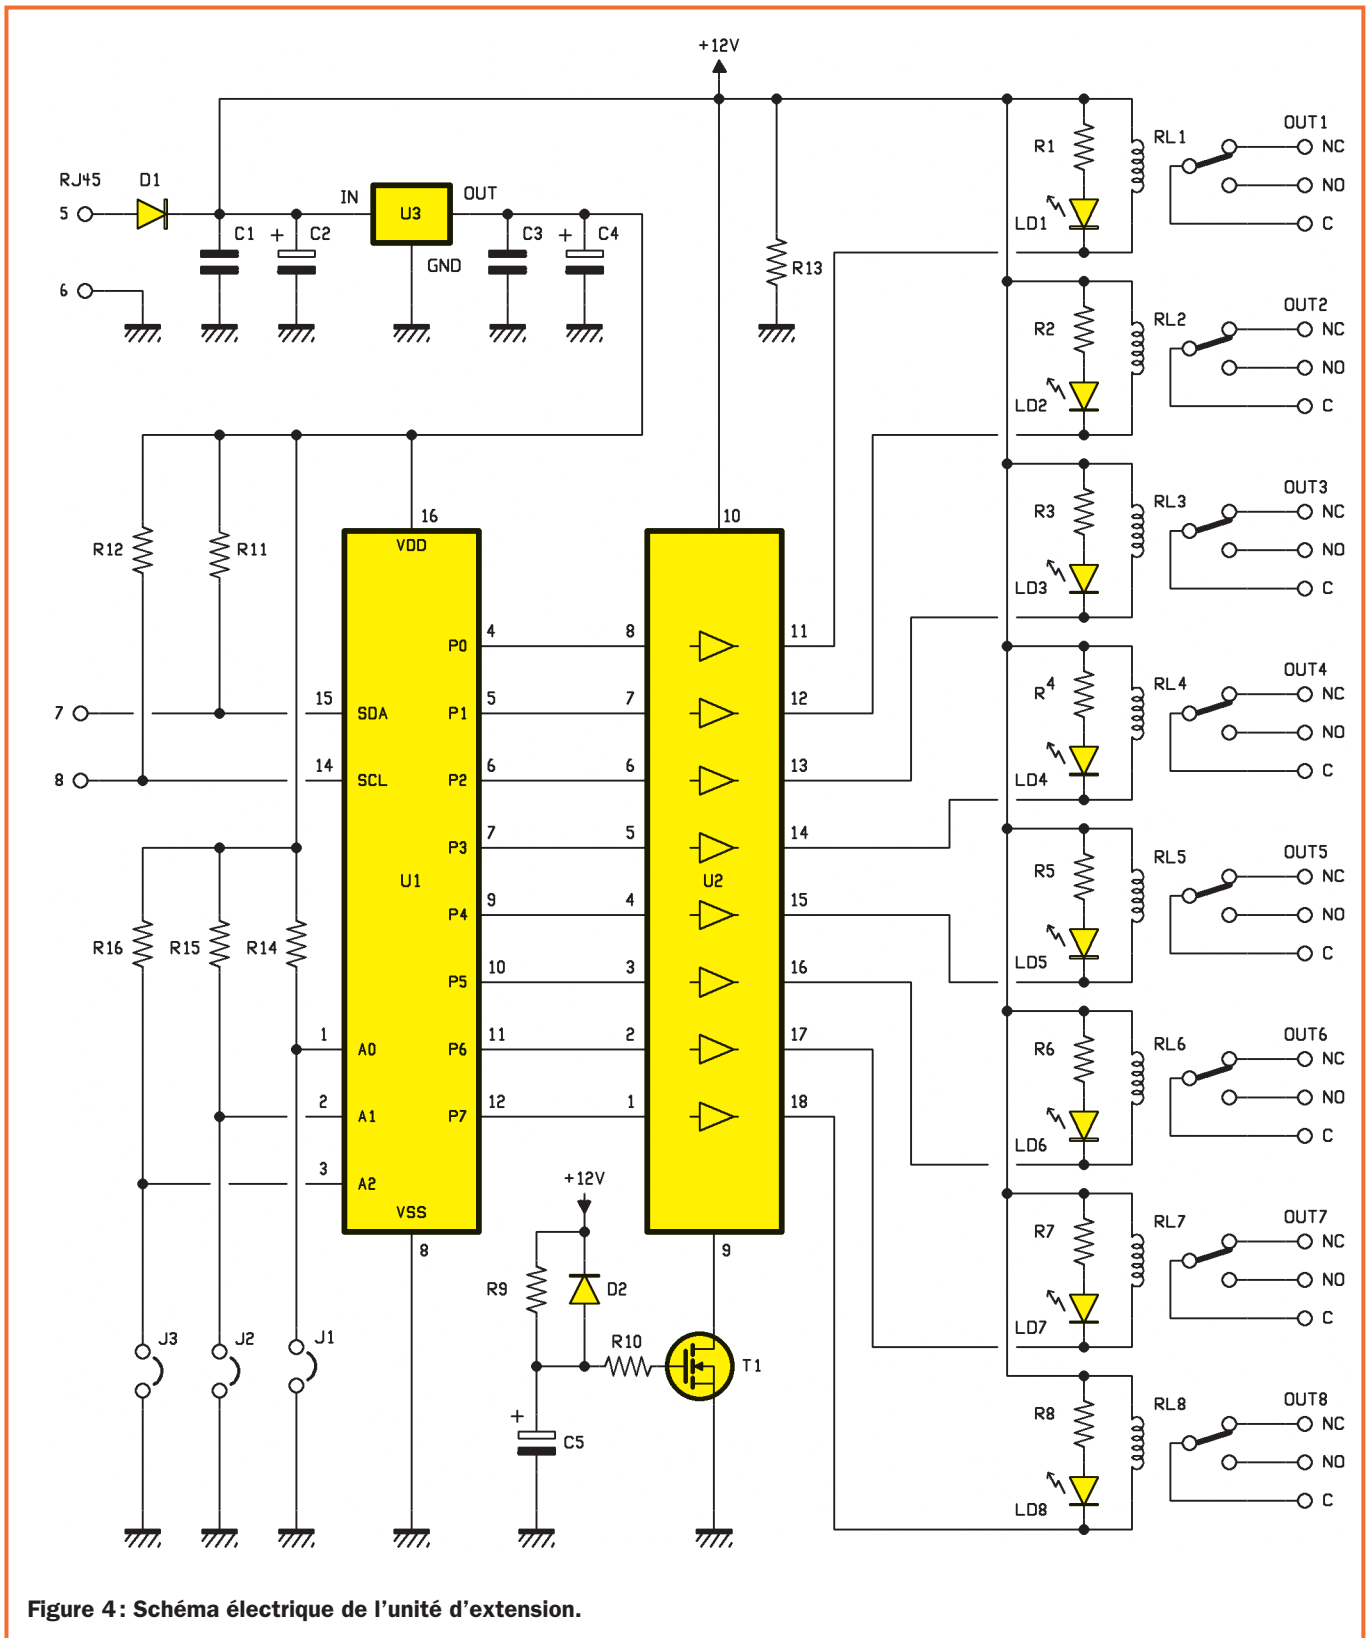 +12V
OUT1
R1
RL1
NC
NO
LD1
C
RJ45
D1
5
IN
U3
OUT
C1
+
C2
C3
+
C4
GND
6
R13
OUT2
R2
RL2
NC
NO
LD2
C
OUT3
R3
RL3
NC
NO
LD3
C
16
10
VDD
R12
R11
P0
4
8
11
OUT4
R4
RL4
NC
NO
LD4
C
7
15
SDA
P1
5
7
12
8
14
SCL
P2
6
6
13
P3
7
5
14
U1
U2
OUT5
R5
RL5
NC
NO
LD5
C
P4
9
4
15
R16
R15
R14
P5
10
3
16
OUT6
R6
RL6
NC
NO
LD6
C
1
A0
P6
11
2
17
2
A1
P7
12
1
18
3
A2
VSS
8
+12V
9
R9
D2
R10
T1
+
C5
J3
J2
J1
OUT7
R7
RL7
NC
NO
LD7
C
OUT8
R8
RL8
NC
NO
LD8
C
Figure 4 : Schéma électrique de l’unité d’extension.